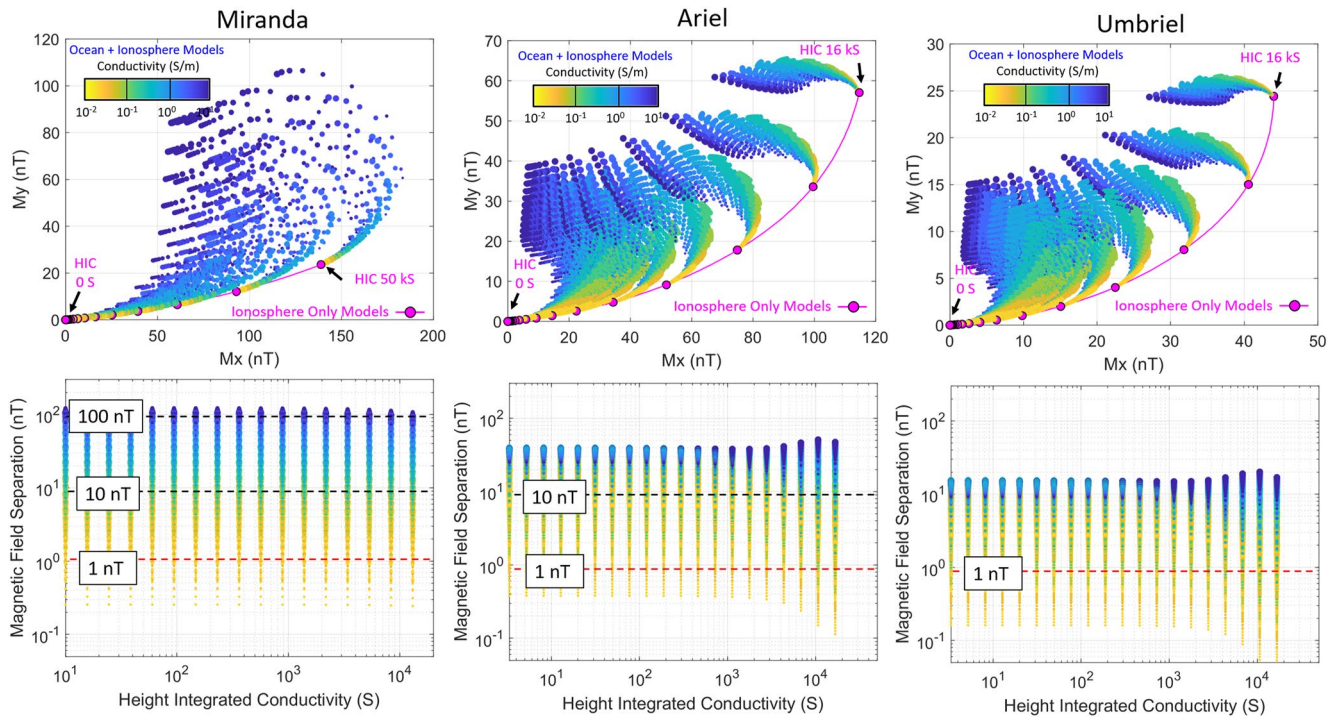 Miranda
Ocean + Ionosphere Models
Conductivity (S/m)
10⁻² 10⁻¹ 10⁰ 10¹
My (nT)
120
100
80
60
40
20
0
HIC
0 S
HIC 50 kS
Ionosphere Only Models
0 50 100 150 200
Mx (nT)
Ariel
Ocean + Ionosphere Models
Conductivity (S/m)
10⁻² 10⁻¹ 10⁰ 10¹
HIC 16 kS
My (nT)
70
60
50
40
30
20
10
0
HIC
0 S
Ionosphere Only Models
0 20 40 60 80 100 120
Mx (nT)
Umbriel
Ocean + Ionosphere Models
Conductivity (S/m)
10⁻² 10⁻¹ 10⁰ 10¹
HIC 16 kS
My (nT)
30
25
20
15
10
5
0
HIC
0 S
Ionosphere Only Models
0 10 20 30 40 50
Mx (nT)
Magnetic Field Separation (nT)
10²
10¹
10⁰
10⁻¹
100 nT
10 nT
1 nT
10¹ 10² 10³ 10⁴
Height Integrated Conductivity (S)
Magnetic Field Separation (nT)
10²
10¹
10⁰
10⁻¹
10 nT
1 nT
10¹ 10² 10³ 10⁴
Height Integrated Conductivity (S)
Magnetic Field Separation (nT)
10²
10¹
10⁰
10⁻¹
1 nT
10¹ 10² 10³ 10⁴
Height Integrated Conductivity (S)